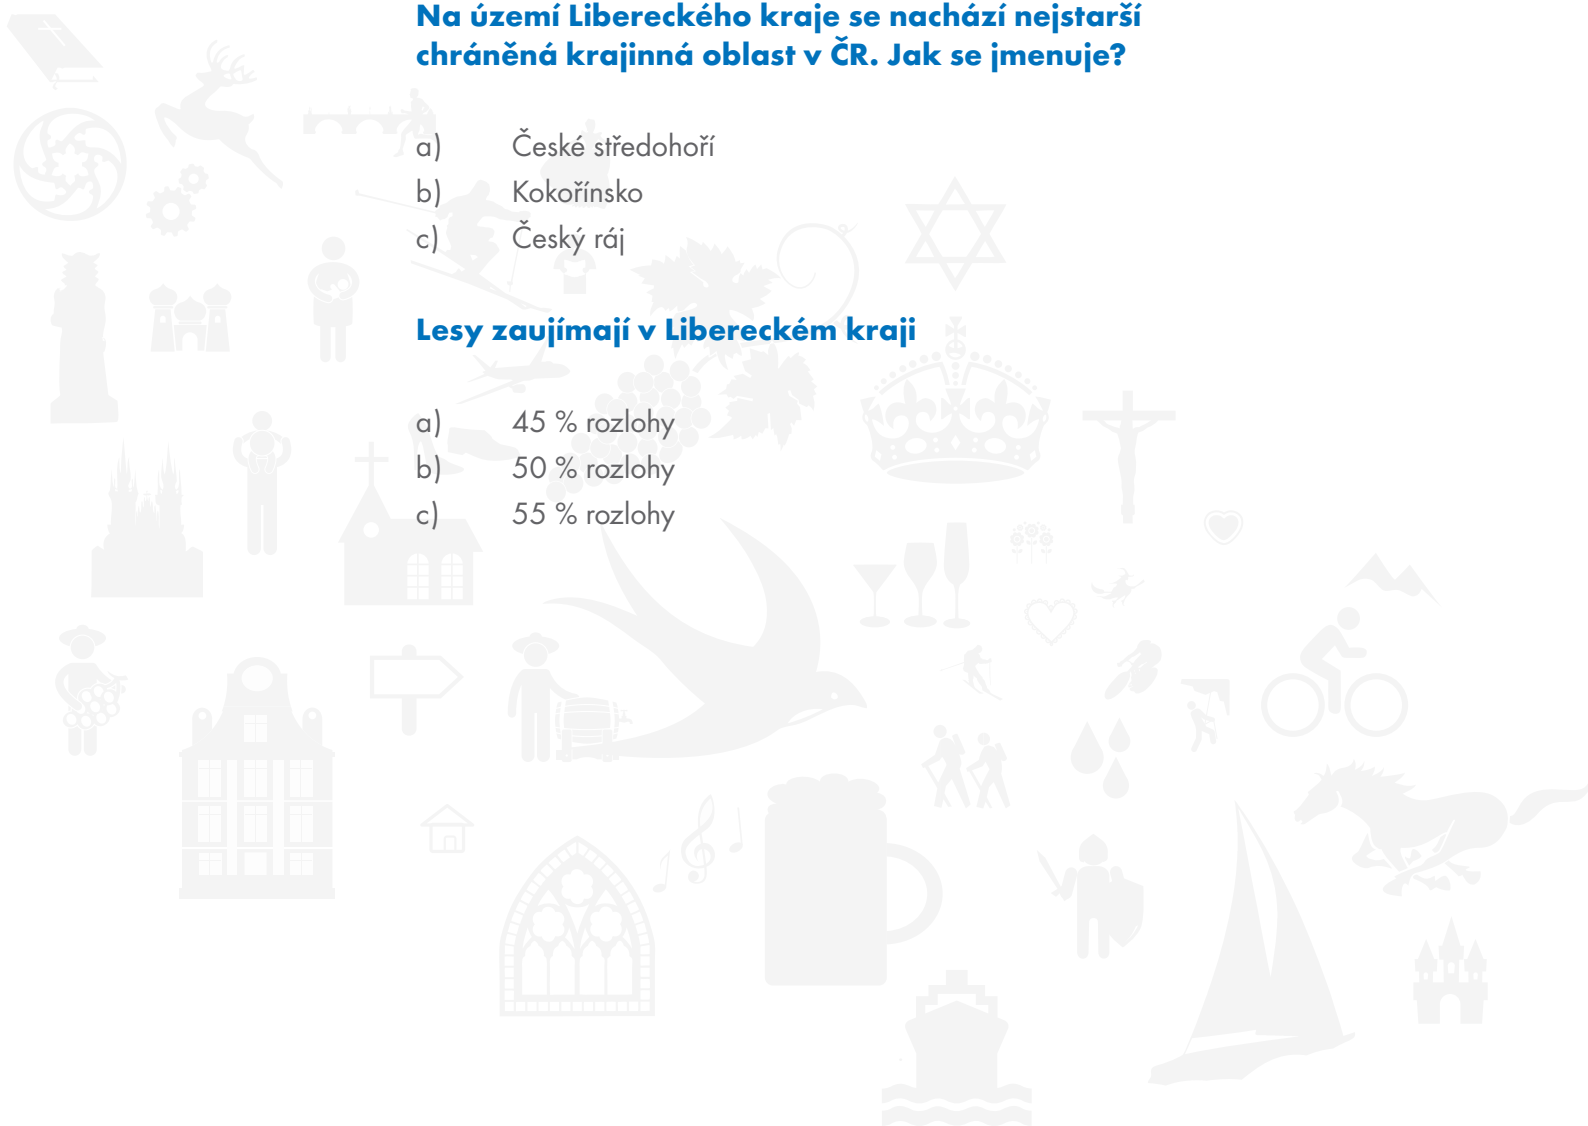 Na území Libereckého kraje se nachází nejstarší
chráněná krajinná oblast v ČR. Jak se jmenuje?
a) České středohoří
b) Kokořínsko
c) Český ráj
Lesy zaujímají v Libereckém kraji
a) 45 % rozlohy
b) 50 % rozlohy
c) 55 % rozlohy